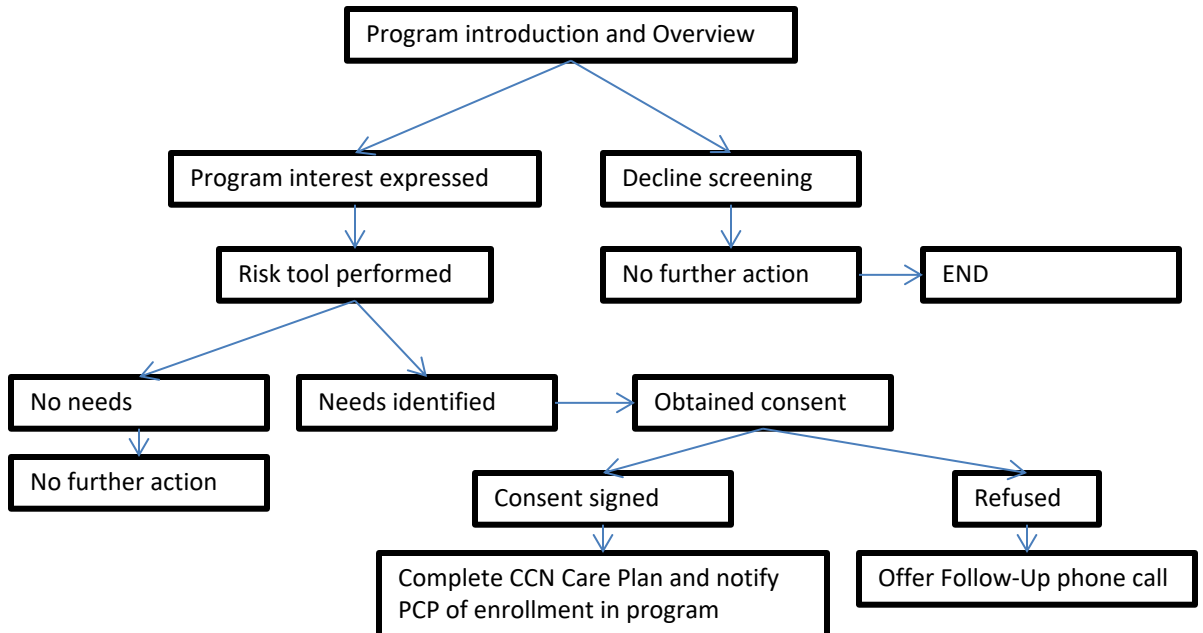 Program introduction and Overview
Program interest expressed
Decline screening
Risk tool performed
No further action
END
No needs
Needs identified
Obtained consent
No further action
Consent signed
Refused
Complete CCN Care Plan and notify
PCP of enrollment in program
Offer Follow-Up phone call